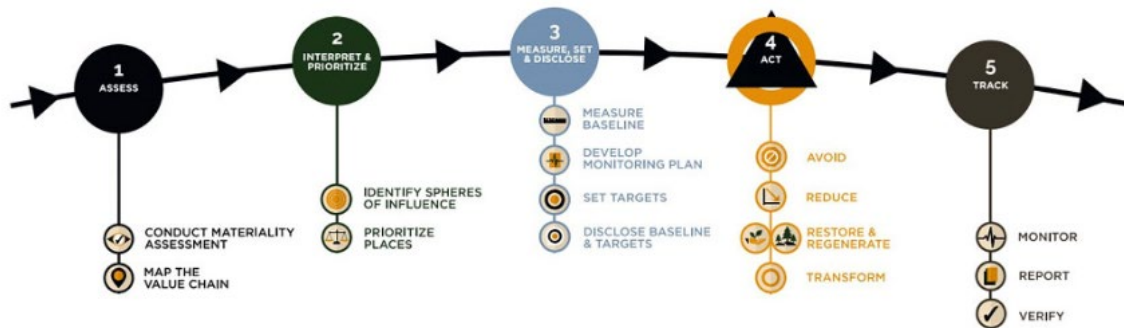 1
ASSESS
CONDUCT MATERIALITY
ASSESSMENT
MAP THE
VALUE CHAIN
2
INTERPRET &
PRIORITIZE
IDENTIFY SPHERES
OF INFLUENCE
PRIORITIZE
PLACES
3
MEASURE, SET
& DISCLOSE
MEASURE
BASELINE
DEVELOP
MONITORING PLAN
SET TARGETS
DISCLOSE BASELINE
& TARGETS
4
ACT
AVOID
REDUCE
RESTORE &
REGENERATE
TRANSFORM
5
TRACK
MONITOR
REPORT
VERIFY